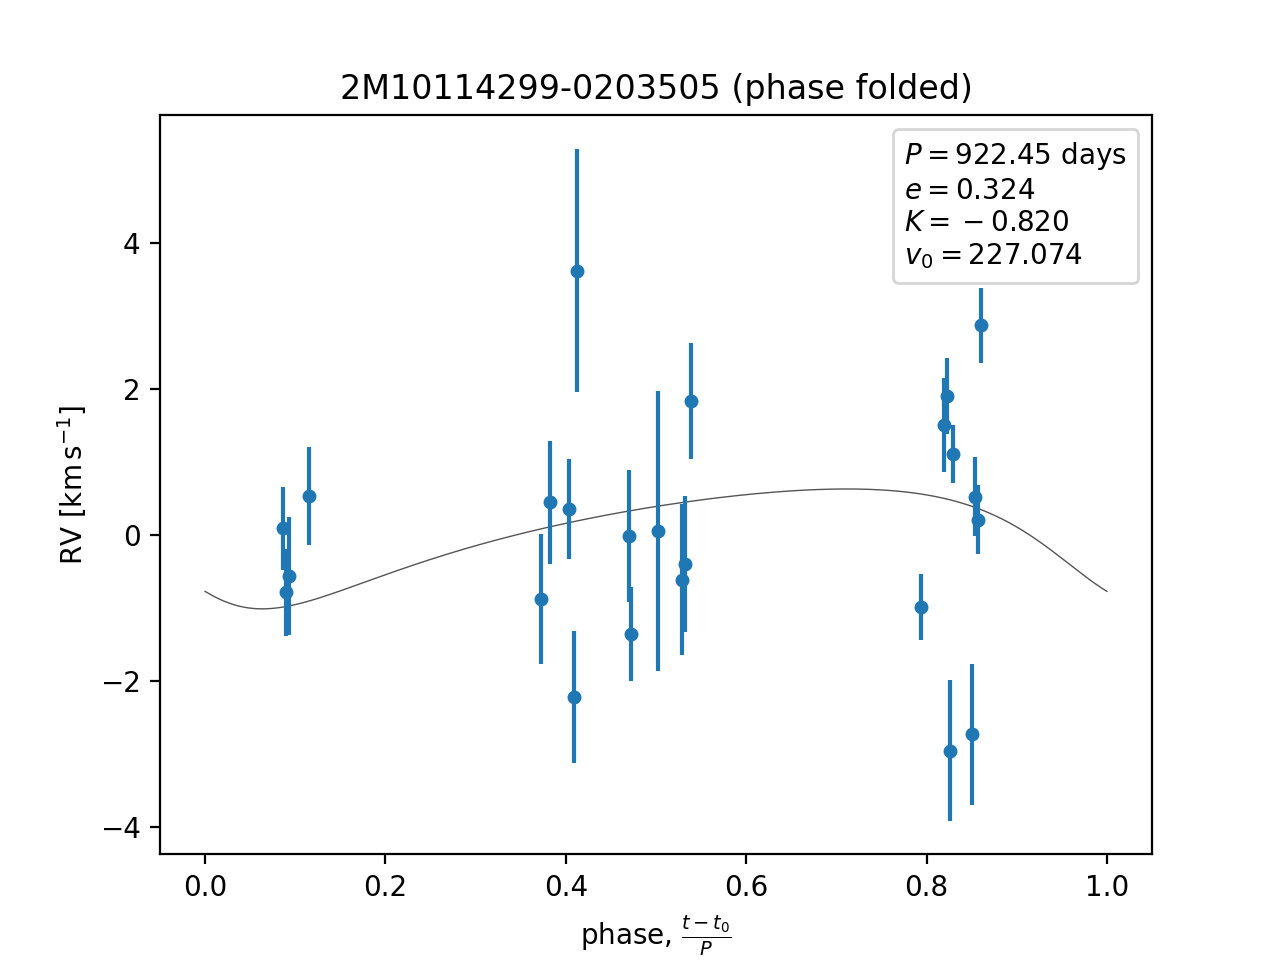 2M10114299-0203505 (phase folded)
P = 922.45 days
e = 0.324
K = −0.820
v₀ = 227.074
4
2
0
−2
−4
RV [km s⁻¹]
0.0 0.2 0.4 0.6 0.8 1.0
phase, (t − t₀)/P